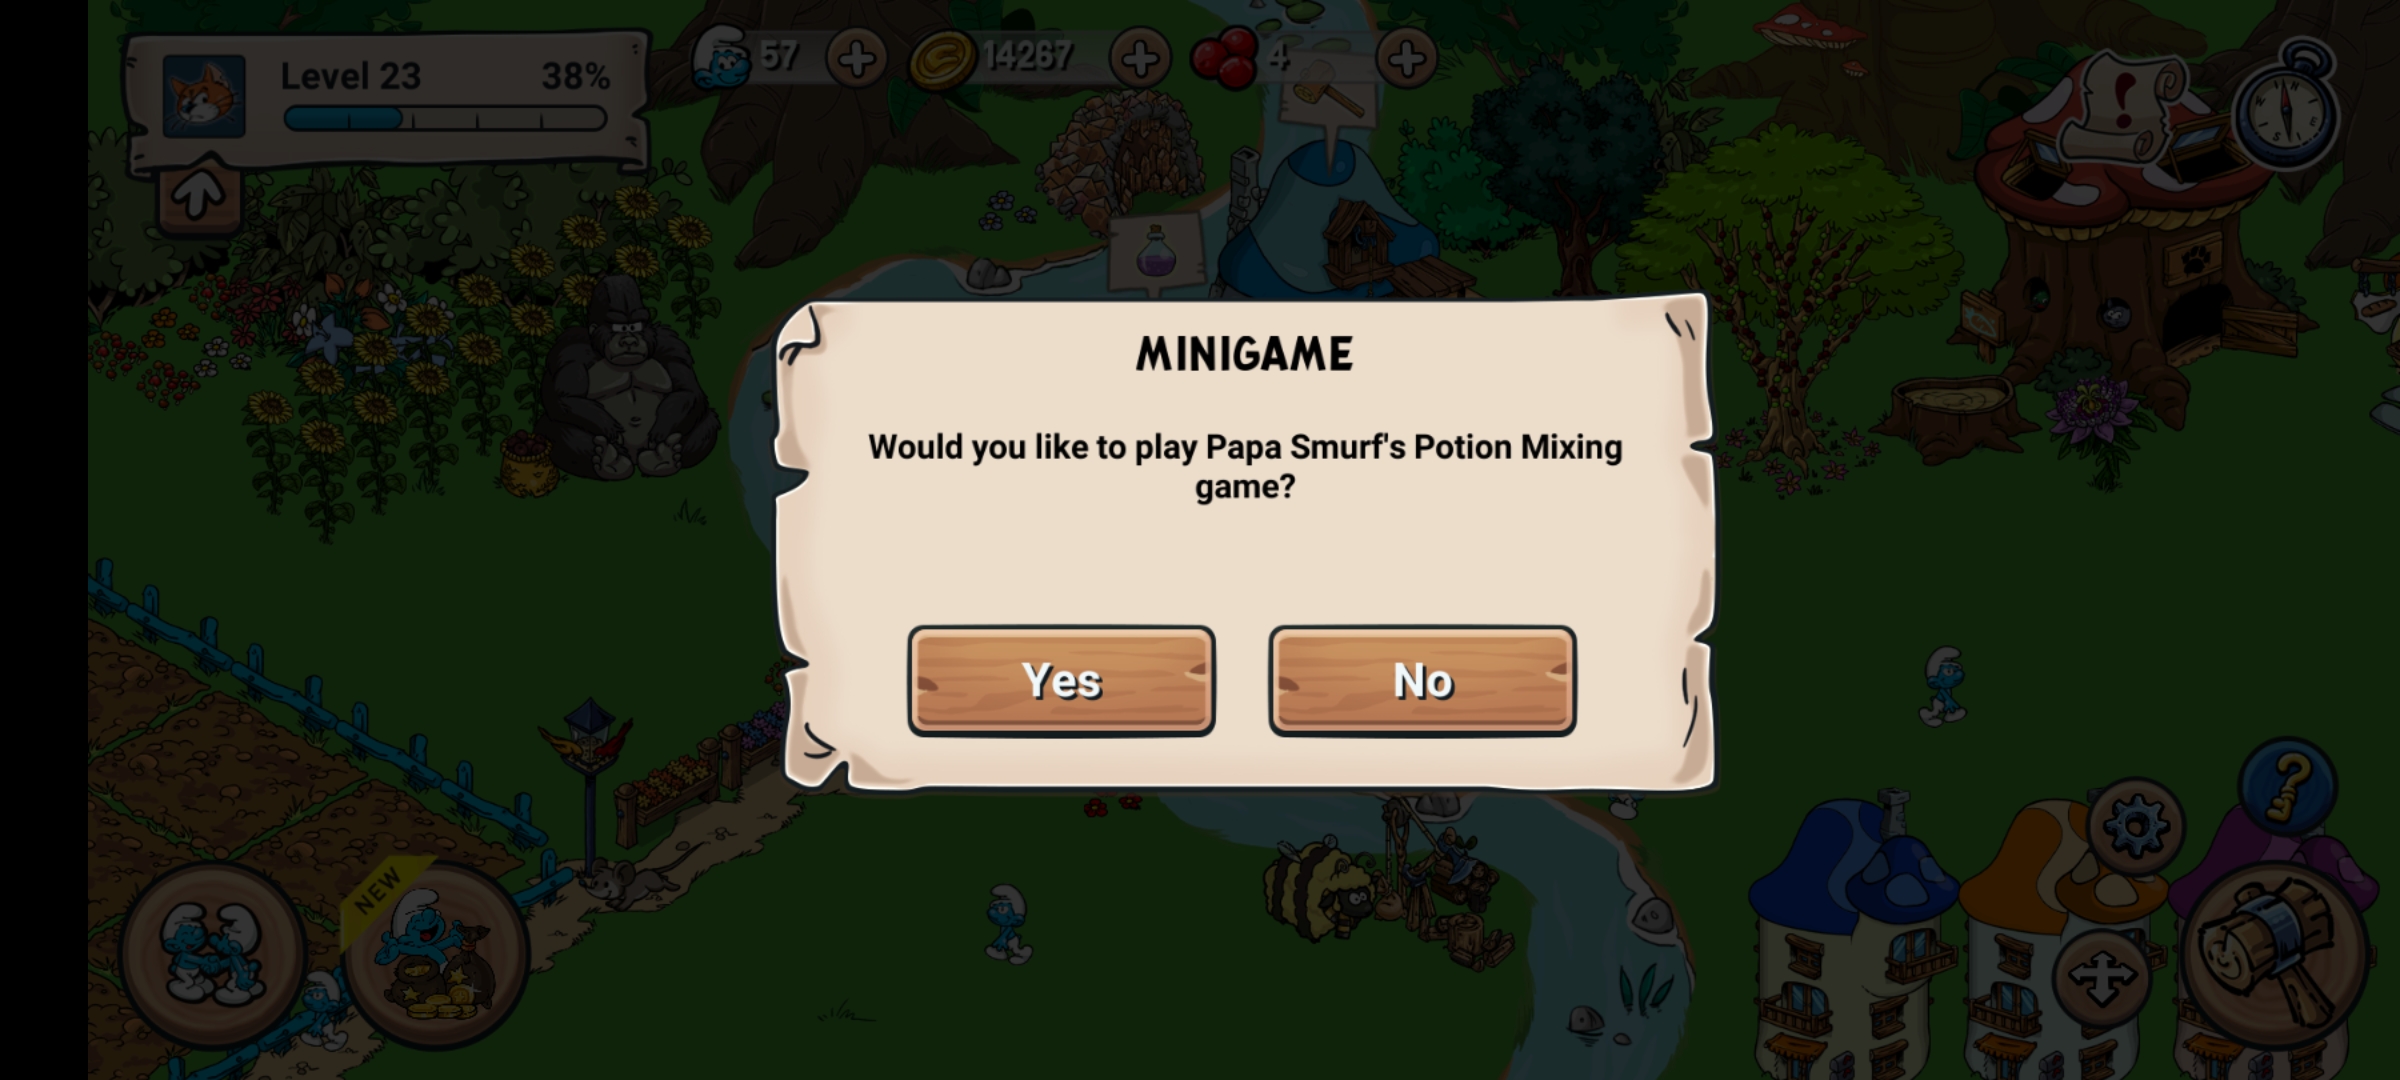 Level 23 38%
57
14267
4
MINIGAME
Would you like to play Papa Smurf's Potion Mixing
game?
Yes
No
NEW